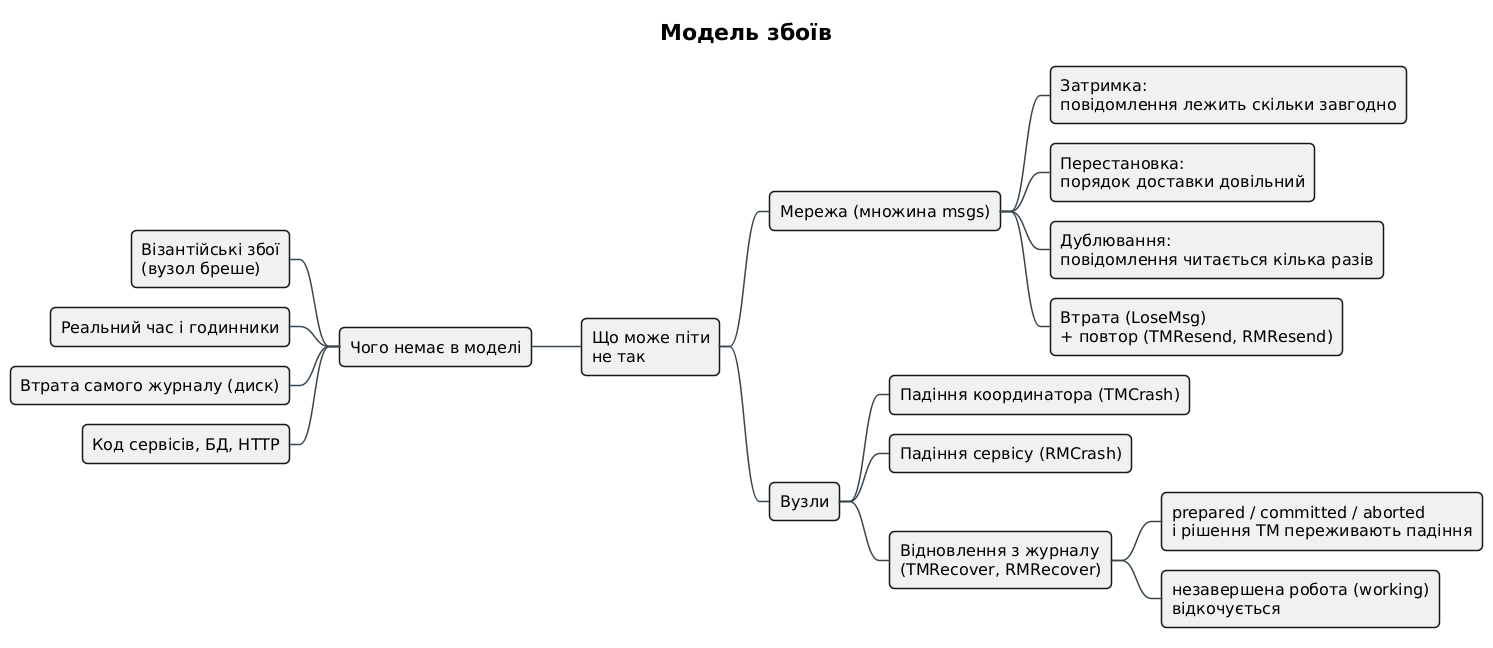 Модель збоїв
Що може піти
не так
Мережа (множина msgs)
Затримка:
повідомлення лежить скільки завгодно
Перестановка:
порядок доставки довільний
Дублювання:
повідомлення читається кілька разів
Втрата (LoseMsg)
+ повтор (TMResend, RMResend)
Вузли
Падіння координатора (TMCrash)
Падіння сервісу (RMCrash)
Відновлення з журналу
(TMRecover, RMRecover)
prepared / committed / aborted
і рішення ТМ переживають падіння
незавершена робота (working)
відкочується
Чого немає в моделі
Візантійські збої
(вузол бреше)
Реальний час і годинники
Втрата самого журналу (диск)
Код сервісів, БД, HTTP